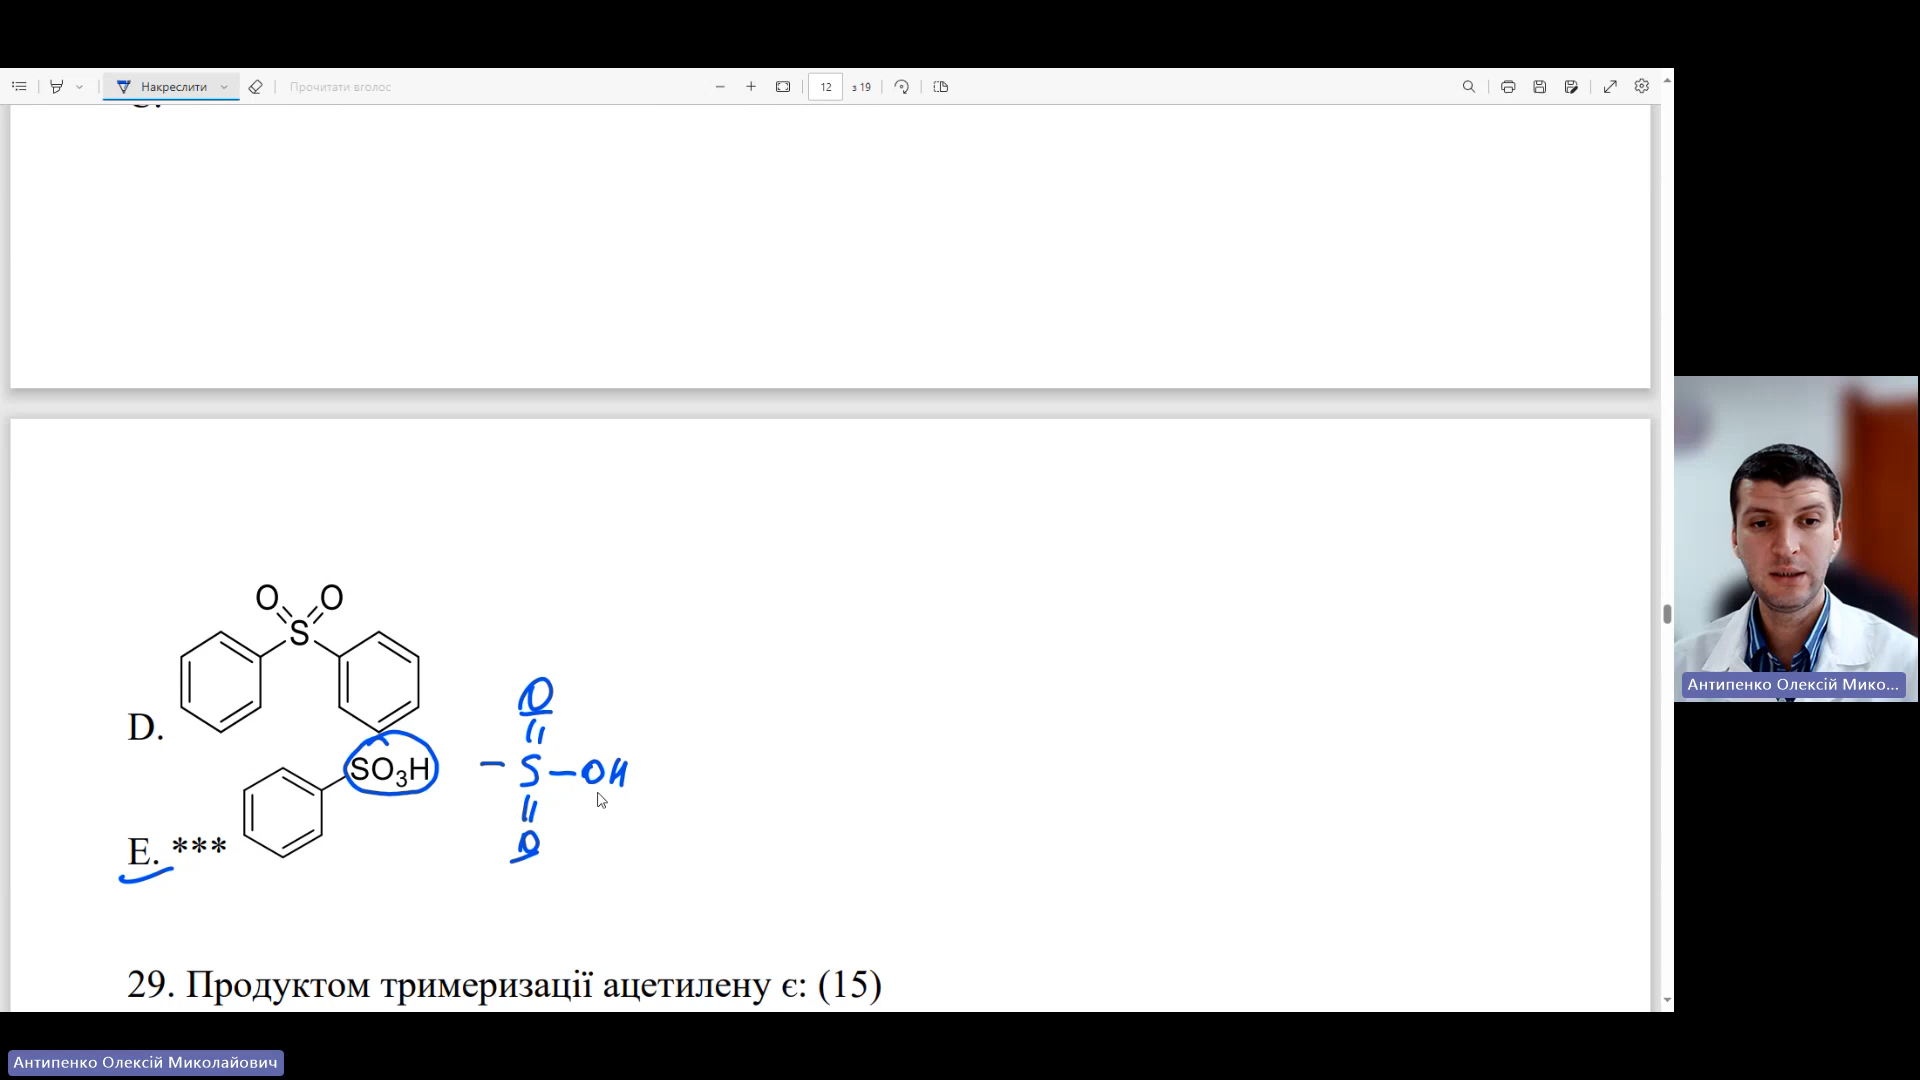 Накреслити
Прочитати вголос
12 з 19
O O
S
D.
SO3H
E. ***
O
S–OH
O
29. Продуктом тримеризації ацетилену є: (15)
Антипенко Олексій Мико...
Антипенко Олексій Миколайович